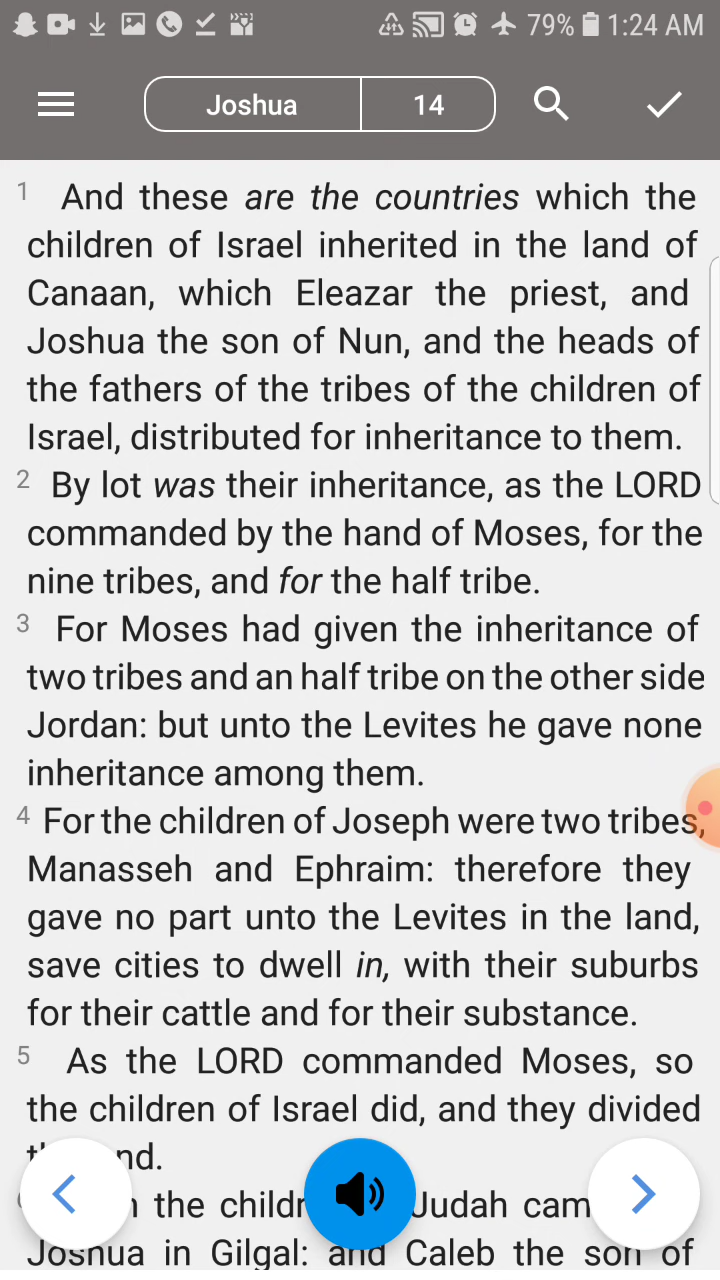 79% 1:24 AM
Joshua 14
1 And these are the countries which the
children of Israel inherited in the land of
Canaan, which Eleazar the priest, and
Joshua the son of Nun, and the heads of
the fathers of the tribes of the children of
Israel, distributed for inheritance to them.
2 By lot was their inheritance, as the LORD
commanded by the hand of Moses, for the
nine tribes, and for the half tribe.
3 For Moses had given the inheritance of
two tribes and an half tribe on the other side
Jordan: but unto the Levites he gave none
inheritance among them.
4 For the children of Joseph were two tribes,
Manasseh and Ephraim: therefore they
gave no part unto the Levites in the land,
save cities to dwell in, with their suburbs
for their cattle and for their substance.
5 As the LORD commanded Moses, so
the children of Israel did, and they divided
the Judah
Joshua in Gilgal: and Caleb the son of